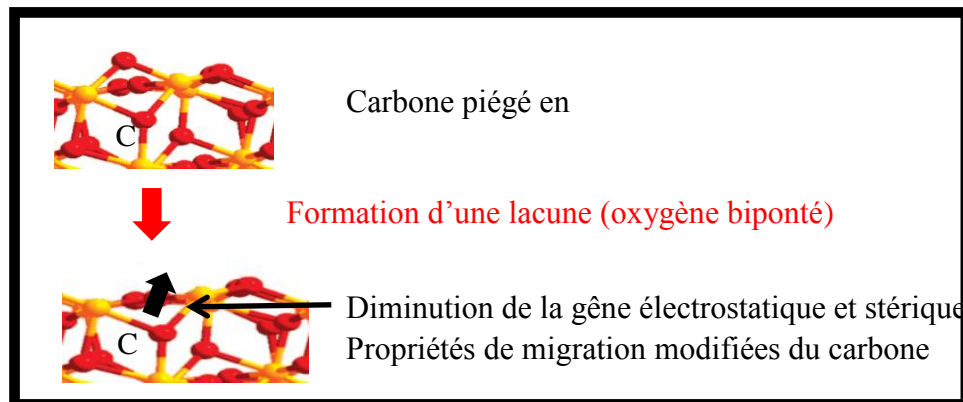 Carbone piégé en
C
Formation d'une lacune (oxygène biponté)
Diminution de la gêne électrostatique et stérique
C
Propriétés de migration modifiées du carbone